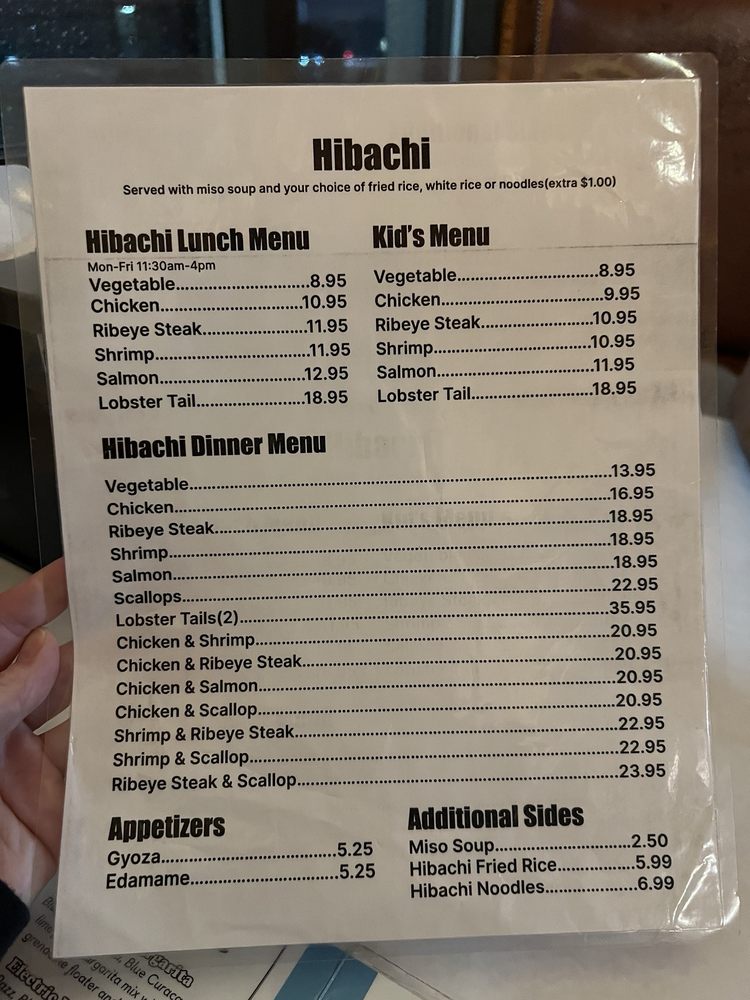 Hibachi
Served with miso soup and your choice of fried rice, white rice or noodles(extra $1.00)
Hibachi Lunch Menu
Mon-Fri 11:30am-4pm
Vegetable 8.95
Chicken 10.95
Ribeye Steak 11.95
Shrimp 11.95
Salmon 12.95
Lobster Tail 18.95
Kid's Menu
Vegetable 8.95
Chicken 9.95
Ribeye Steak 10.95
Shrimp 10.95
Salmon 11.95
Lobster Tail 18.95
Hibachi Dinner Menu
Vegetable 13.95
Chicken 16.95
Ribeye Steak 18.95
Shrimp 18.95
Salmon 18.95
Scallops 22.95
Lobster Tails(2) 35.95
Chicken & Shrimp 20.95
Chicken & Ribeye Steak 20.95
Chicken & Salmon 20.95
Chicken & Scallop 20.95
Shrimp & Ribeye Steak 22.95
Shrimp & Scallop 22.95
Ribeye Steak & Scallop 23.95
Appetizers
Gyoza 5.25
Edamame 5.25
Additional Sides
Miso Soup 2.50
Hibachi Fried Rice 5.99
Hibachi Noodles 6.99
Blue Curacao
margarita mix
floater
Electric